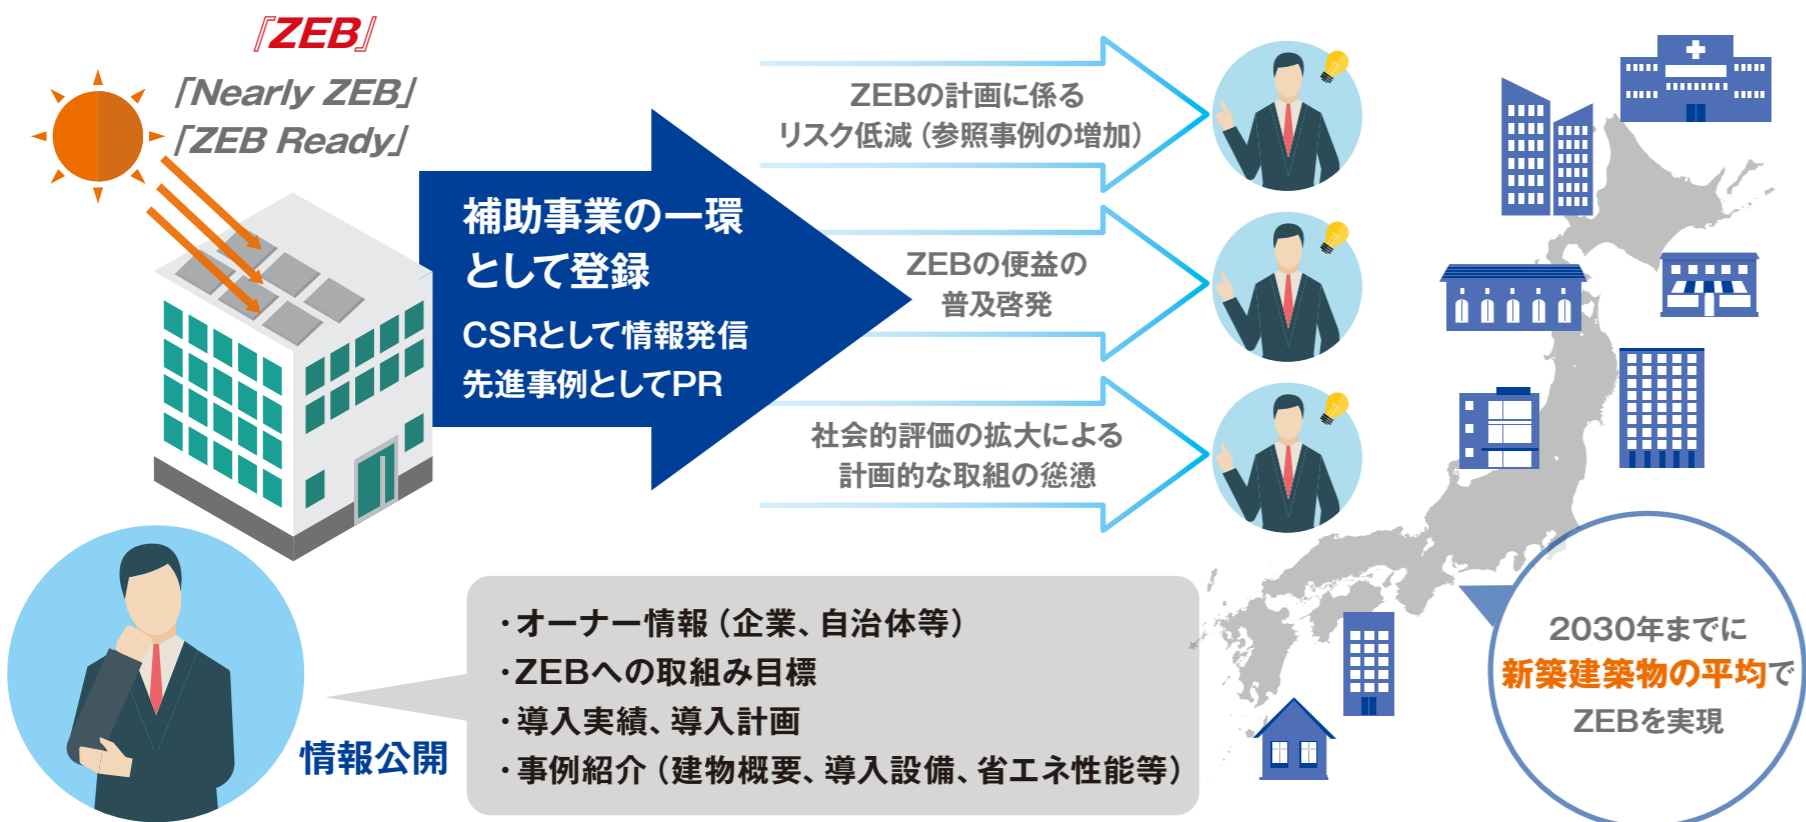 『ZEB』
「Nearly ZEB」
「ZEB Ready」
補助事業の一環
として登録
CSRとして情報発信
先進事例としてPR
ZEBの計画に係る
リスク低減（参照事例の増加）
ZEBの便益の
普及啓発
社会的評価の拡大による
計画的な取組の慫慂
情報公開
・オーナー情報（企業、自治体等）
・ZEBへの取組み目標
・導入実績、導入計画
・事例紹介（建物概要、導入設備、省エネ性能等）
2030年までに
新築建築物の平均で
ZEBを実現